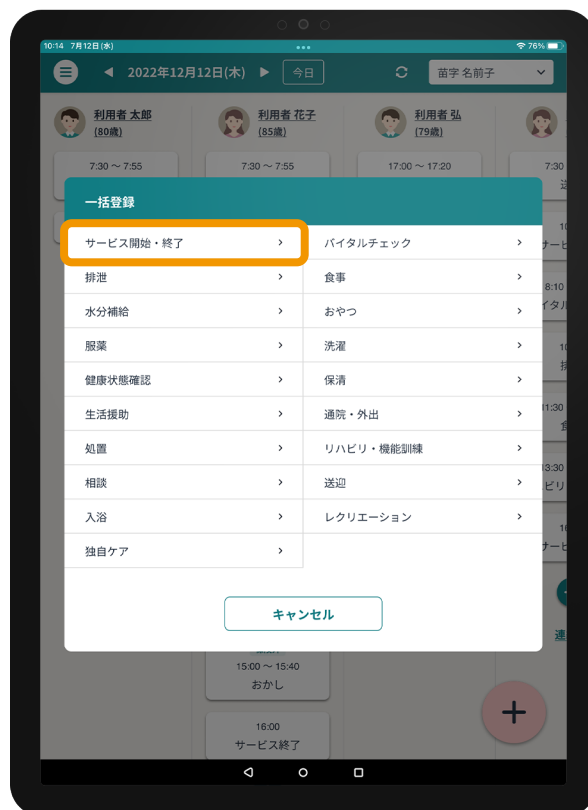 10:14 7月12日(水)
76%
2022年12月12日(木)
今日
苗字 名前子
利用者 太郎
(80歳)
利用者 花子
(85歳)
利用者 弘
(79歳)
7:30 〜 7:55
7:30 〜 7:55
17:00 〜 17:20
7:30
一括登録
サービス開始・終了
バイタルチェック
排泄
食事
水分補給
おやつ
服薬
洗濯
健康状態確認
保清
生活援助
通院・外出
処置
リハビリ・機能訓練
相談
送迎
入浴
レクリエーション
独自ケア
キャンセル
8:10
11:30
13:30
15:00 〜 15:40
おかし
16:00
サービス終了